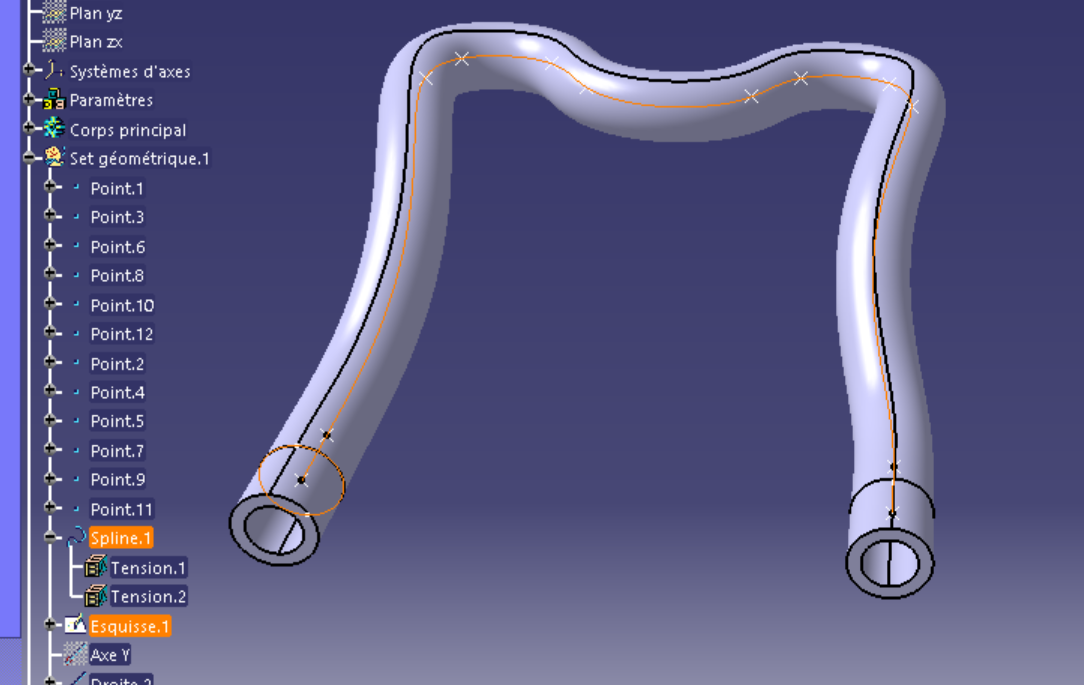 Plan yz
Plan zx
Systèmes d'axes
Paramètres
Corps principal
Set géométrique.1
Point.1
Point.3
Point.6
Point.8
Point.10
Point.12
Point.2
Point.4
Point.5
Point.7
Point.9
Point.11
Spline.1
Tension.1
Tension.2
Esquisse.1
Axe Y